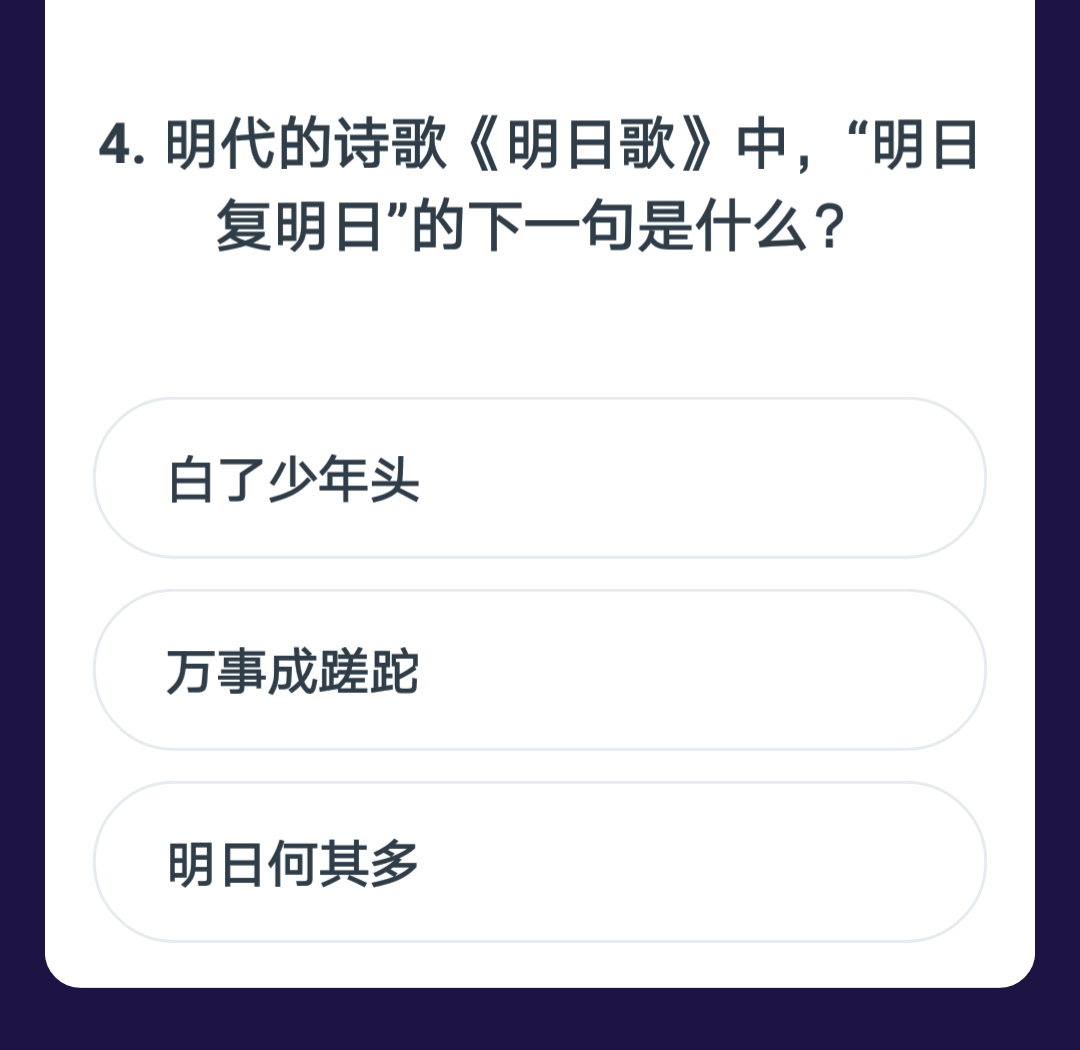 4. 明代的诗歌《明日歌》中，“明日
复明日”的下一句是什么？
白了少年头
万事成蹉跎
明日何其多